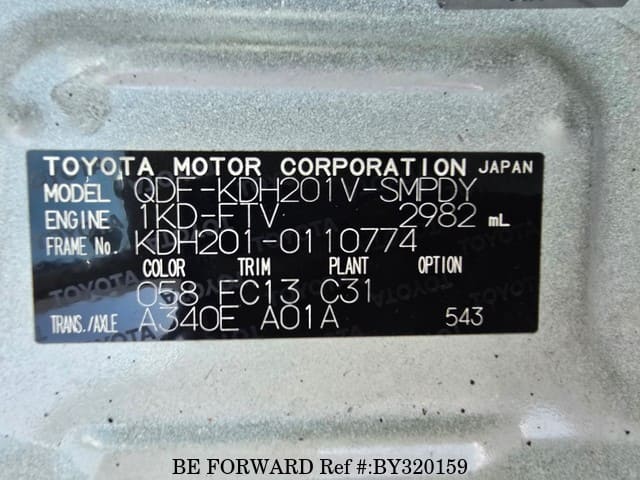 TOYOTA MOTOR CORPORATION JAPAN
MODEL QDF-KDH201V-SMPDY
ENGINE 1KD-FTV 2982 mL
FRAME No. KDH201-0110774
COLOR TRIM PLANT OPTION
058 EC13 C31
TRANS./AXLE A340E A01A 543
BE FORWARD Ref #:BY320159